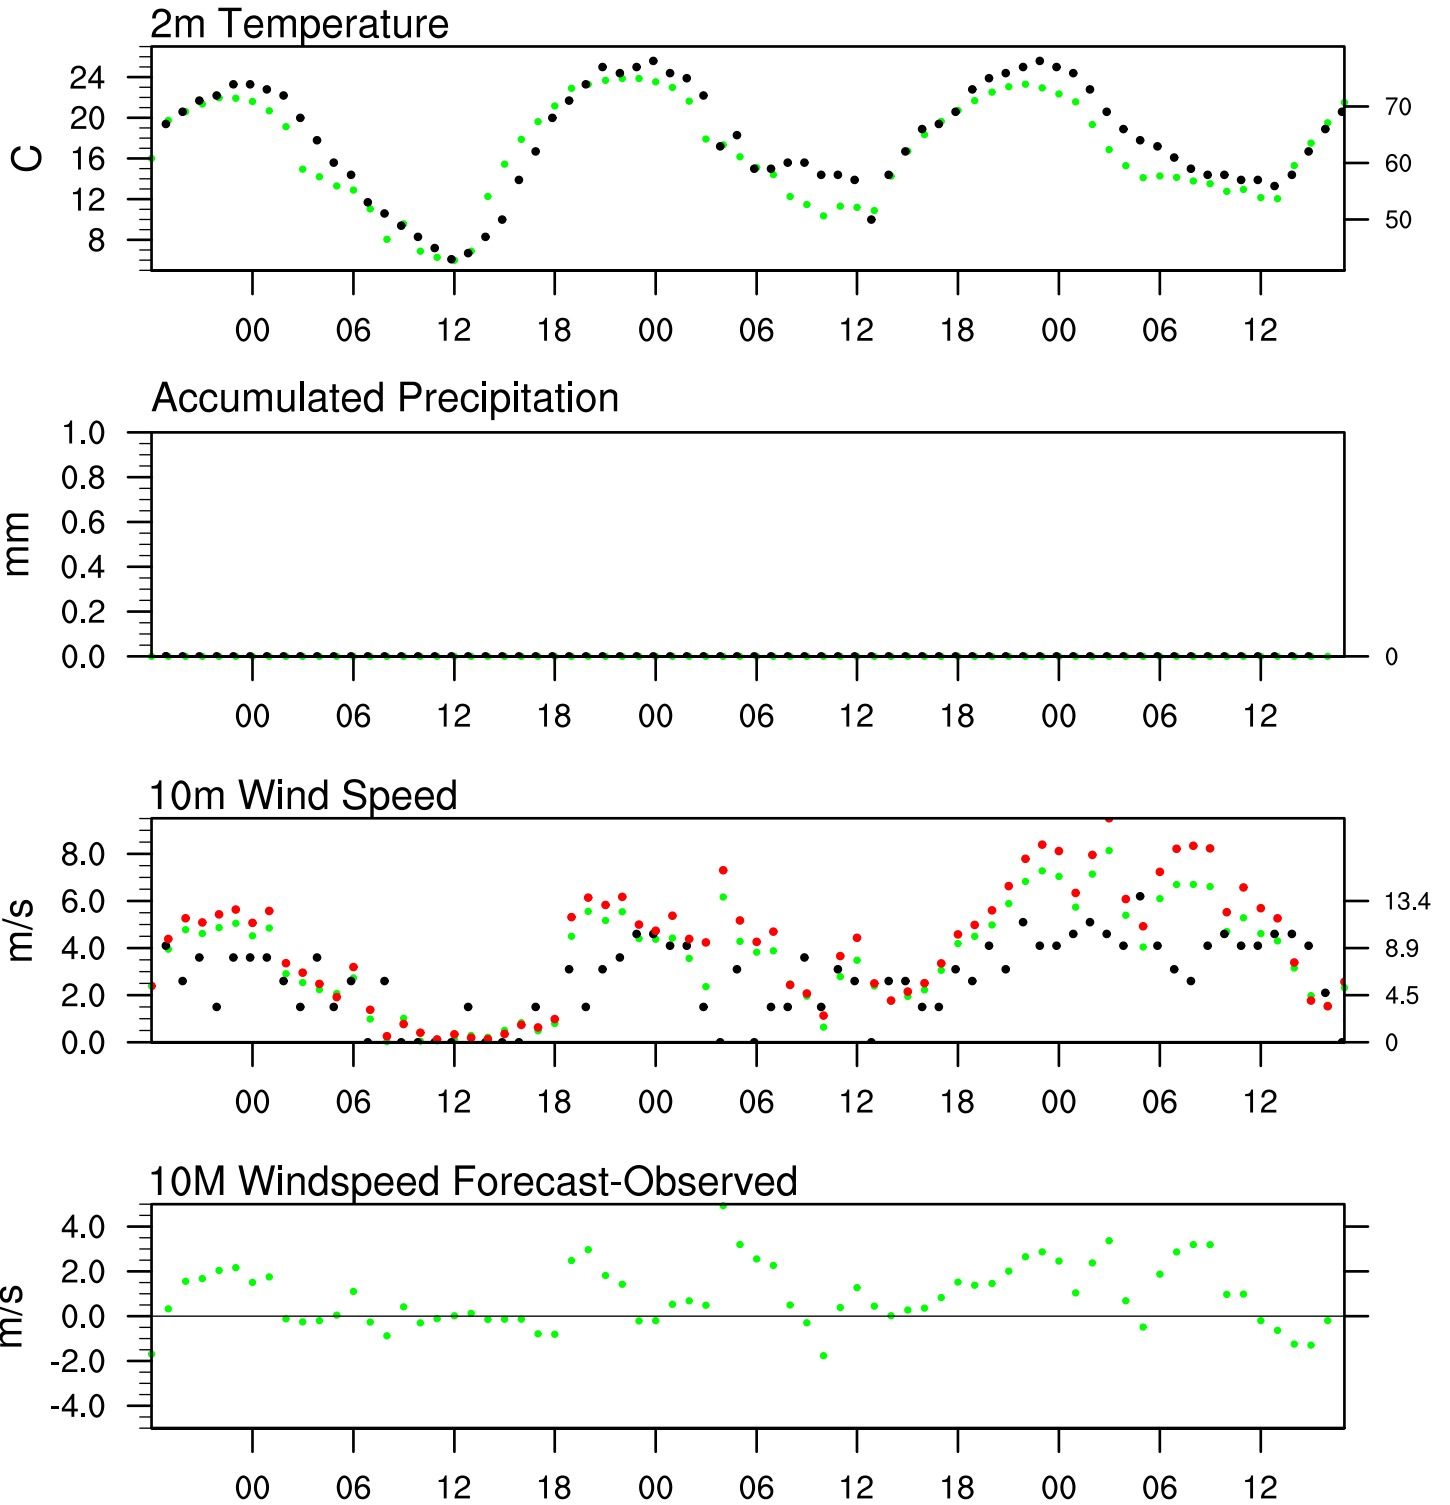 2m Temperature
C
24
20
16
12
8
70
60
50
00 06 12 18 00 06 12 18 00 06 12
Accumulated Precipitation
mm
1.0
0.8
0.6
0.4
0.2
0.0
0
00 06 12 18 00 06 12 18 00 06 12
10m Wind Speed
m/s
8.0
6.0
4.0
2.0
0.0
13.4
8.9
4.5
0
00 06 12 18 00 06 12 18 00 06 12
10M Windspeed Forecast-Observed
m/s
4.0
2.0
0.0
-2.0
-4.0
00 06 12 18 00 06 12 18 00 06 12